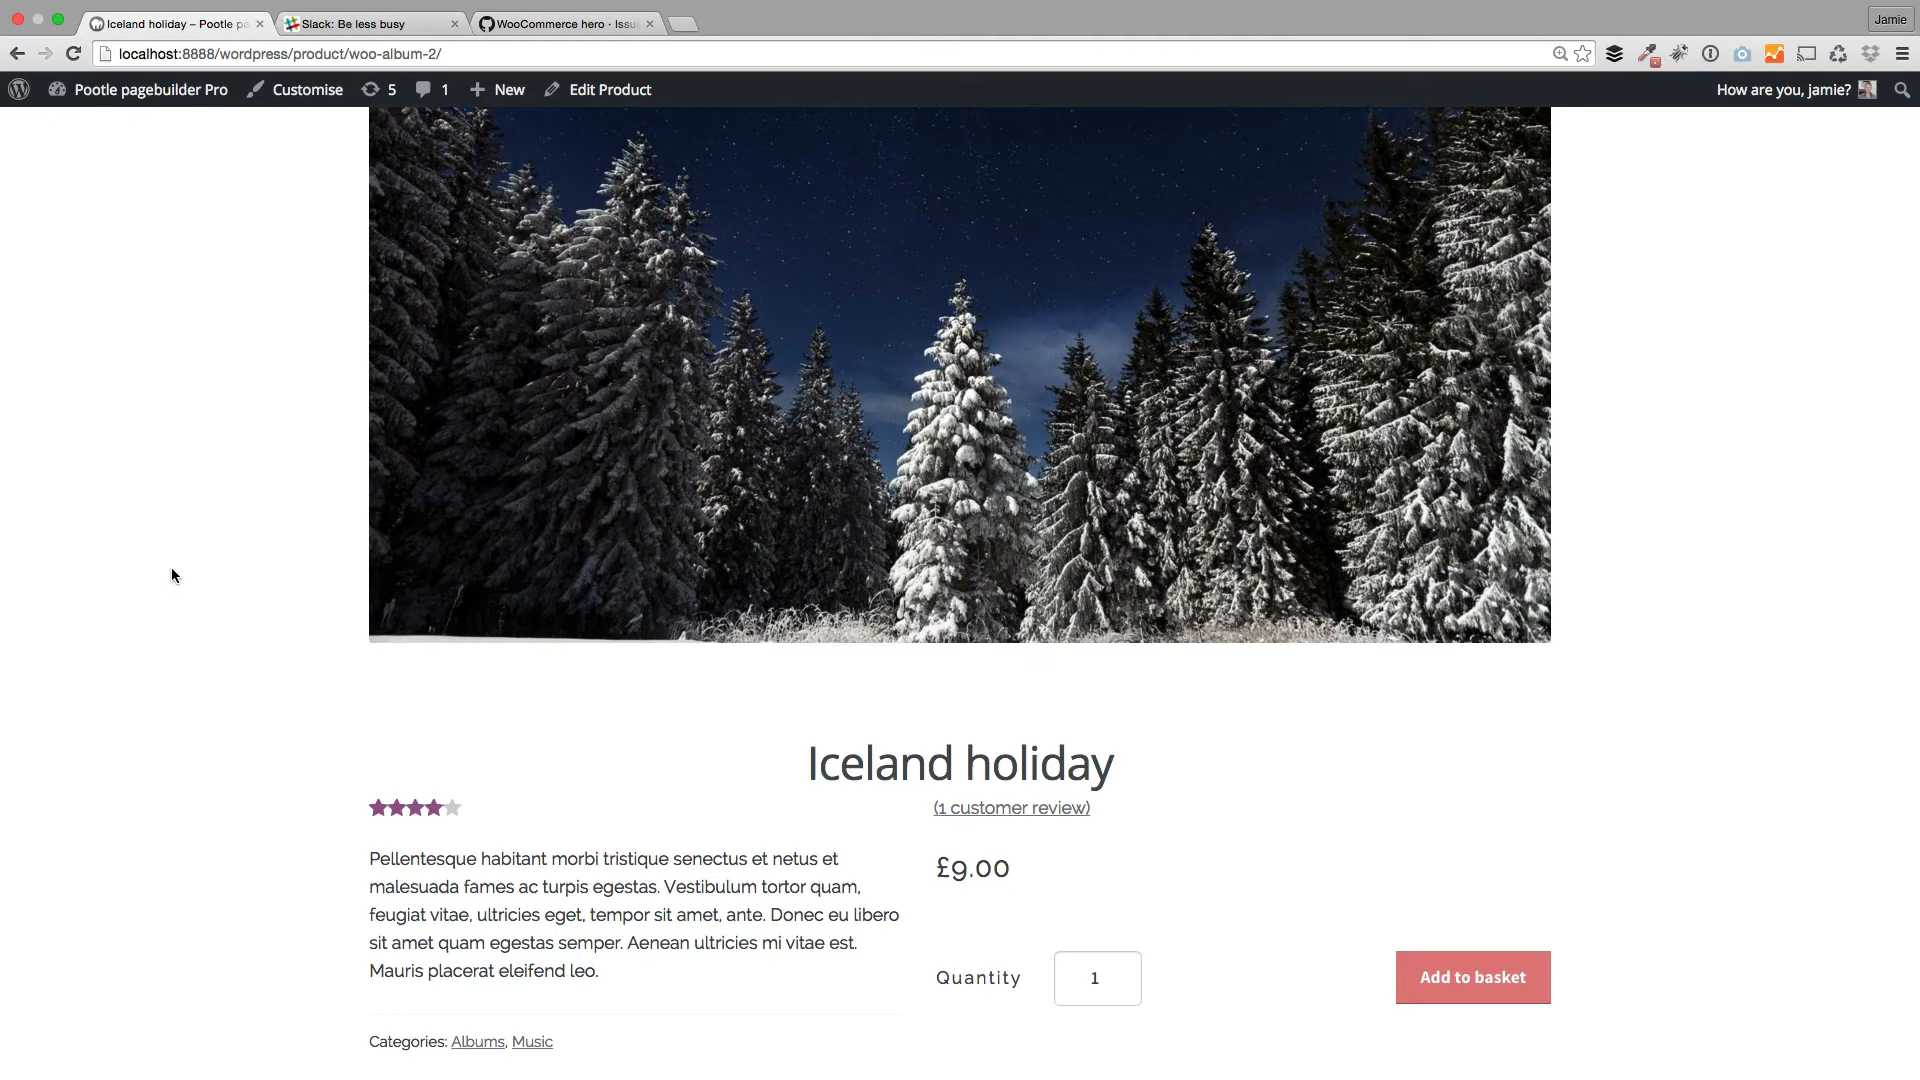 Iceland holiday – Pootle pa
Slack: Be less busy
WooCommerce hero · Issu
Jamie
localhost:8888/wordpress/product/woo-album-2/
Pootle pagebuilder Pro
Customise
5
1
New
Edit Product
How are you, jamie?
Iceland holiday
(1 customer review)
Pellentesque habitant morbi tristique senectus et netus et
malesuada fames ac turpis egestas. Vestibulum tortor quam,
feugiat vitae, ultricies eget, tempor sit amet, ante. Donec eu libero
sit amet quam egestas semper. Aenean ultricies mi vitae est.
Mauris placerat eleifend leo.
£9.00
Quantity
1
Add to basket
Categories: Albums, Music